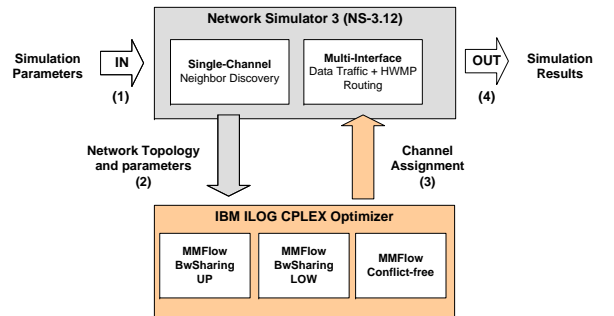 Network Simulator 3 (NS-3.12)
Simulation
Parameters
IN
(1)
Single-Channel
Neighbor Discovery
Multi-Interface
Data Traffic + HWMP
Routing
OUT
(4)
Simulation
Results
Network Topology
and parameters
(2)
Channel
Assignment
(3)
IBM ILOG CPLEX Optimizer
MMFlow
BwSharing
UP
MMFlow
BwSharing
LOW
MMFlow
Conflict-free